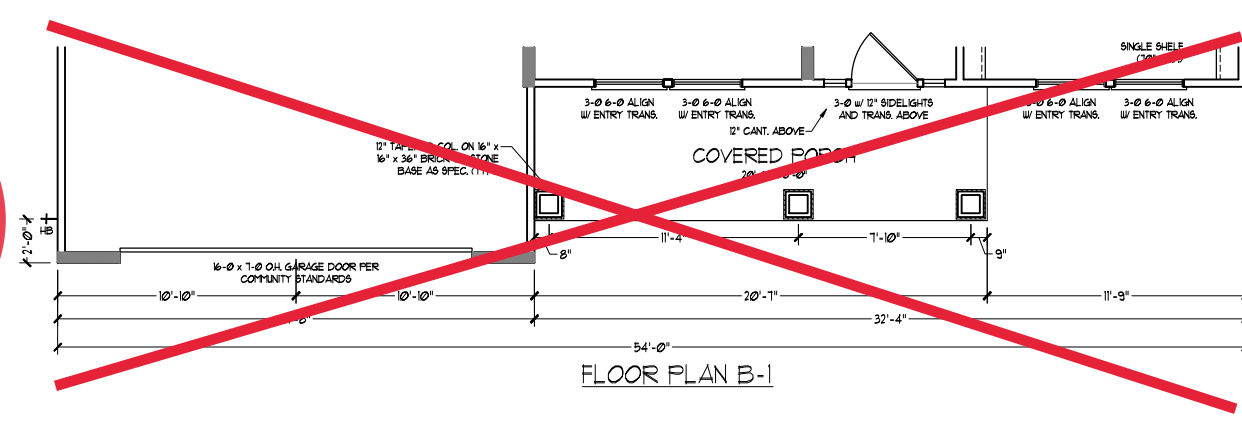 SINGLE SHELF
3-0 6-0 ALIGN
W/ ENTRY TRANS.
3-0 6-0 ALIGN
W/ ENTRY TRANS.
3-0 W/ 12" SIDELIGHTS
AND TRANS. ABOVE
3-0 6-0 ALIGN
W/ ENTRY TRANS.
3-0 6-0 ALIGN
W/ ENTRY TRANS.
12" CANT. ABOVE
12" COL. ON 16" x
16" x 36" BRICK STONE
BASE AS SPEC.
COVERED PORCH
2'-0"
HB
11'-4"
7'-10"
8"
9"
16-0 x 7-0 O.H. GARAGE DOOR PER
COMMUNITY STANDARDS
10'-10"
10'-10"
20'-7"
11'-9"
32'-4"
54'-0"
FLOOR PLAN B-1